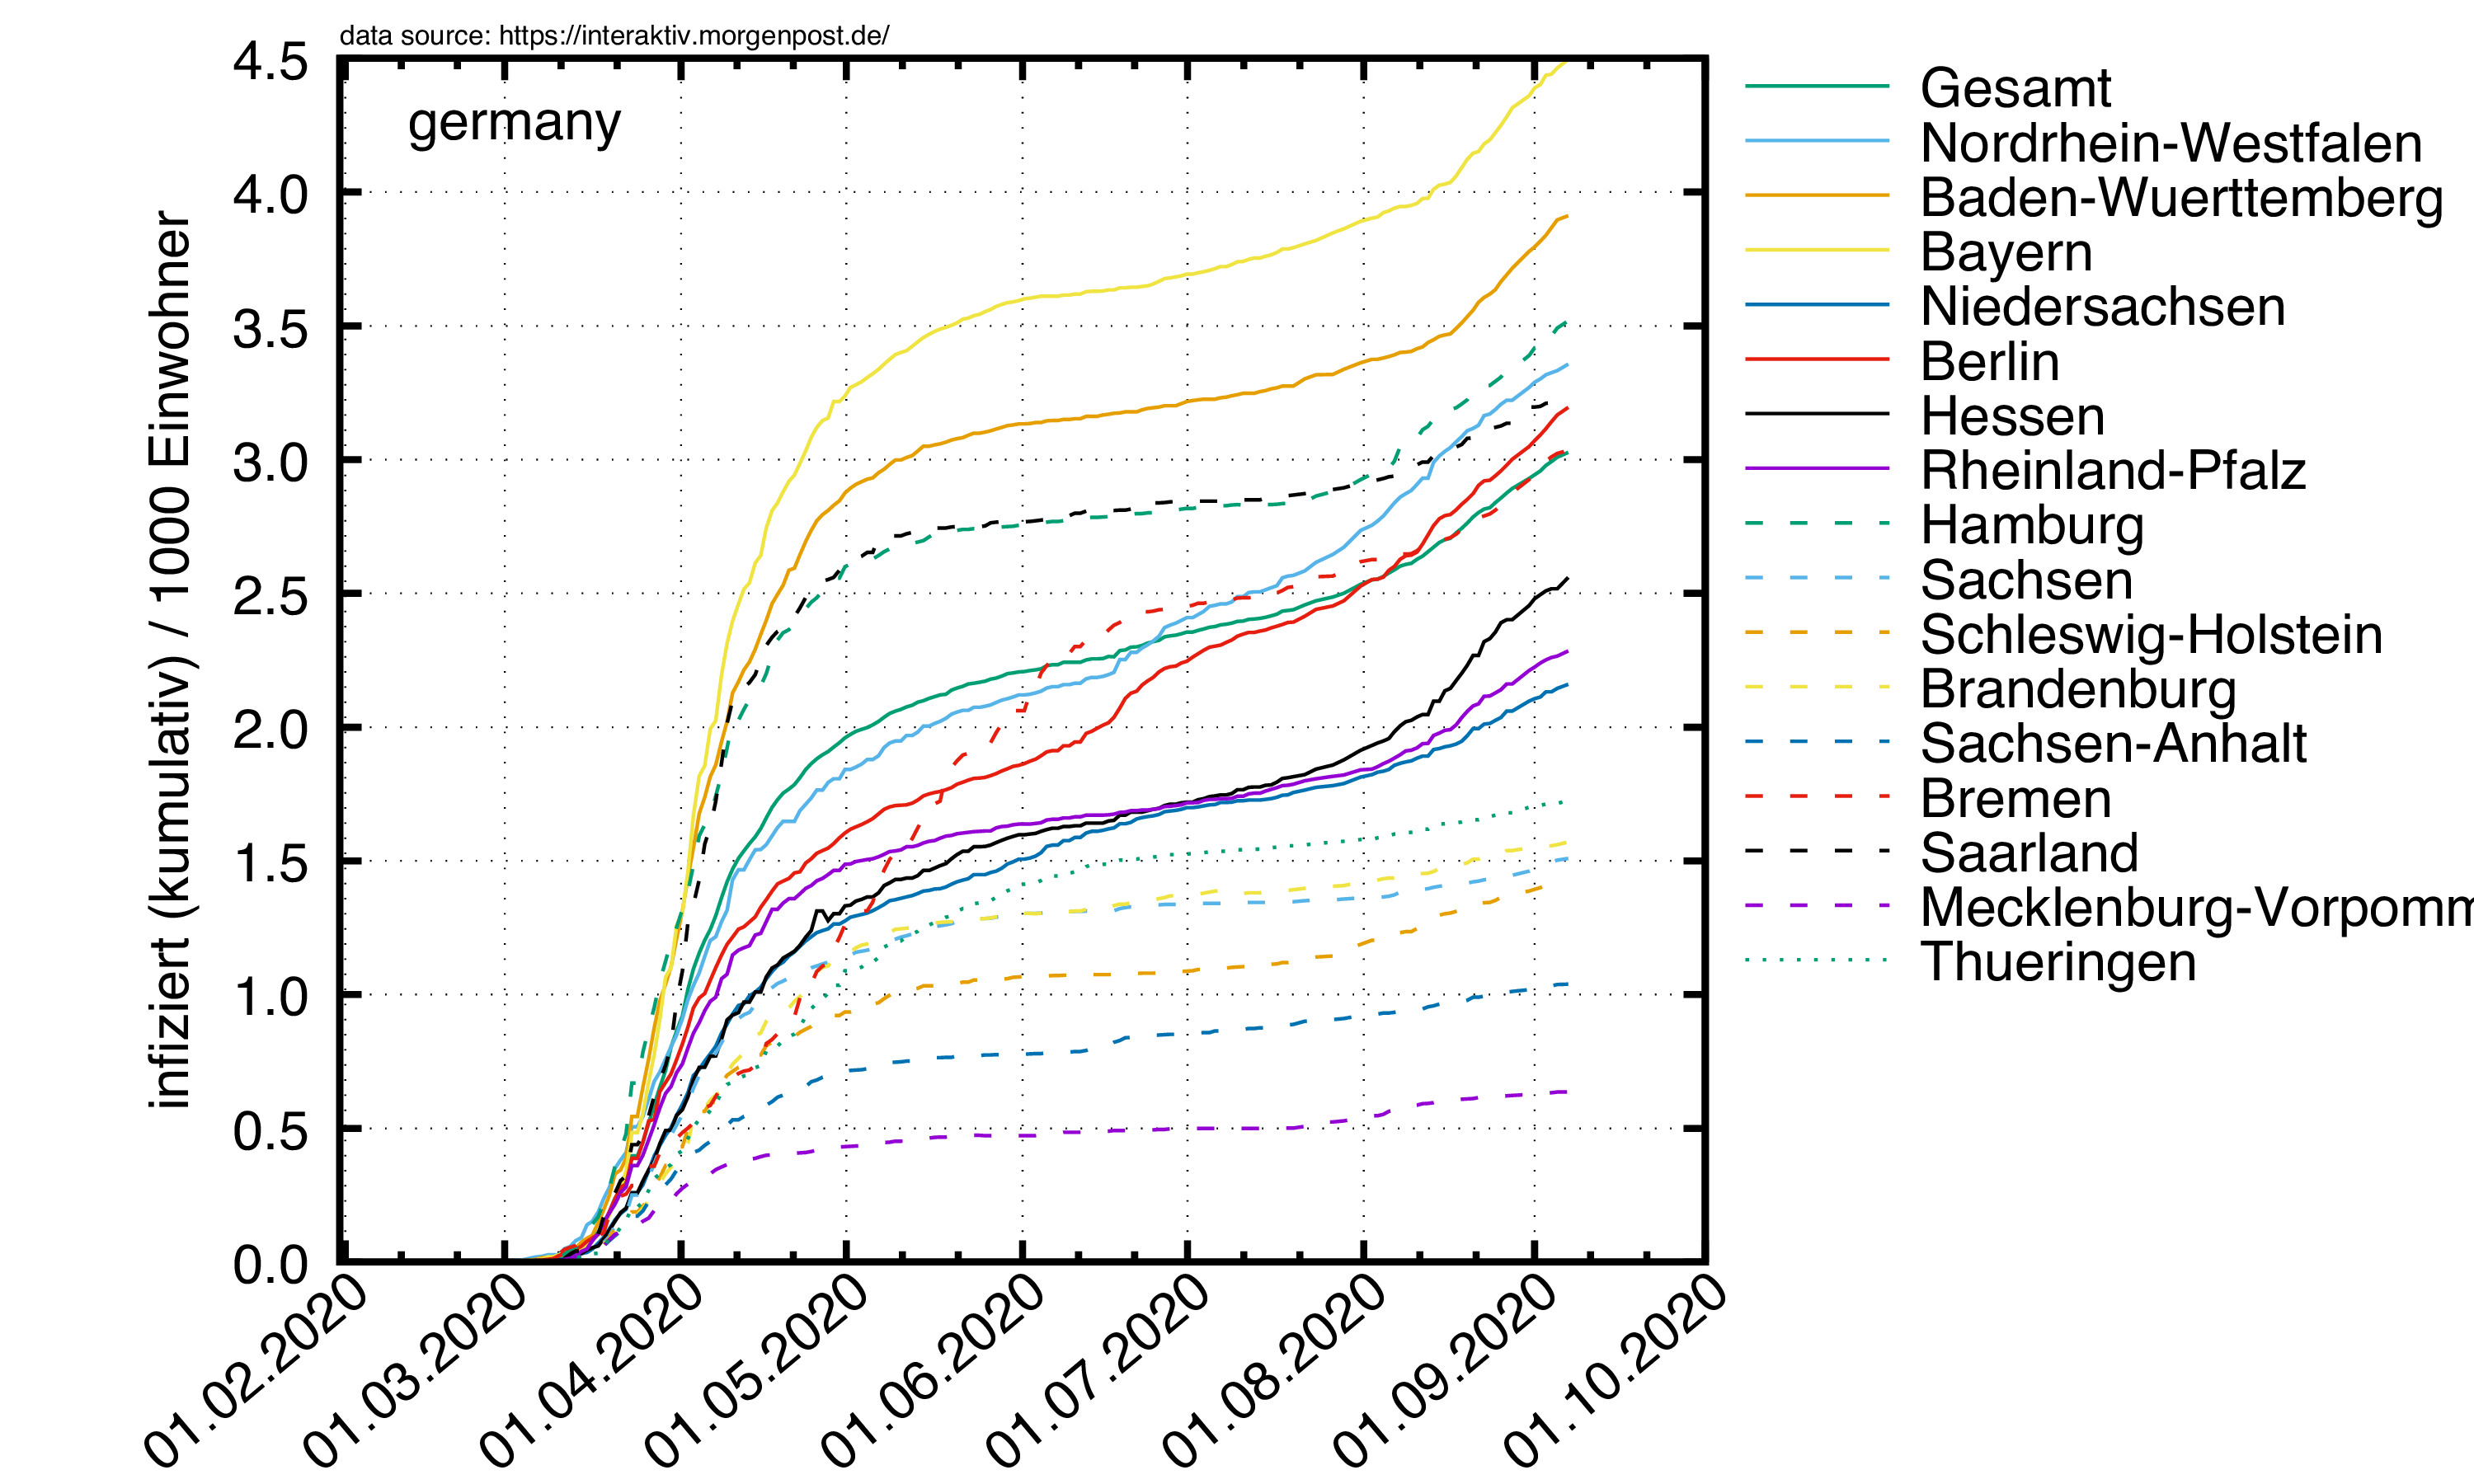 data source: https://interaktiv.morgenpost.de/
germany
infiziert (kumulativ) / 1000 Einwohner
4.5
4.0
3.5
3.0
2.5
2.0
1.5
1.0
0.5
0.0
01.02.2020
01.03.2020
01.04.2020
01.05.2020
01.06.2020
01.07.2020
01.08.2020
01.09.2020
01.10.2020
Gesamt
Nordrhein-Westfalen
Baden-Wuerttemberg
Bayern
Niedersachsen
Berlin
Hessen
Rheinland-Pfalz
Hamburg
Sachsen
Schleswig-Holstein
Brandenburg
Sachsen-Anhalt
Bremen
Saarland
Mecklenburg-Vorpomm
Thueringen